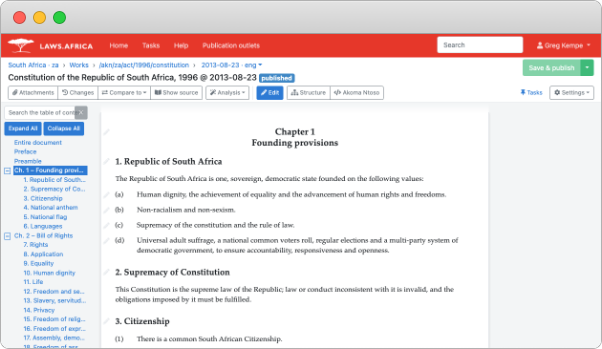 LAWS.AFRICA Home Tasks Help Publication outlets Search Greg Kempe
South Africa - za › Works › /akn/za/act/1996/constitution › 2013-08-23 · eng
Constitution of the Republic of South Africa, 1996 @ 2013-08-23 published
Save & publish
Attachments Changes Compare to Show source Analysis Edit Structure </> Akoma Ntoso Tasks Settings
Search the table of conte
Expand All Collapse All
Entire document
Preface
Preamble
Ch. 1 – Founding provi...
1. Republic of South...
2. Supremacy of Co...
3. Citizenship
4. National anthem
5. National flag
6. Languages
Ch. 2 – Bill of Rights
7. Rights
8. Application
9. Equality
10. Human dignity
11. Life
12. Freedom and se...
13. Slavery, servitud...
14. Privacy
15. Freedom of relig...
16. Freedom of expr...
17. Assembly, demo...
18. Freedom of ass...
Chapter 1
Founding provisions
1. Republic of South Africa
The Republic of South Africa is one, sovereign, democratic state founded on the following values:
(a) Human dignity, the achievement of equality and the advancement of human rights and freedoms.
(b) Non-racialism and non-sexism.
(c) Supremacy of the constitution and the rule of law.
(d) Universal adult suffrage, a national common voters roll, regular elections and a multi-party system of
democratic government, to ensure accountability, responsiveness and openness.
2. Supremacy of Constitution
This Constitution is the supreme law of the Republic; law or conduct inconsistent with it is invalid, and the
obligations imposed by it must be fulfilled.
3. Citizenship
(1) There is a common South African Citizenship.